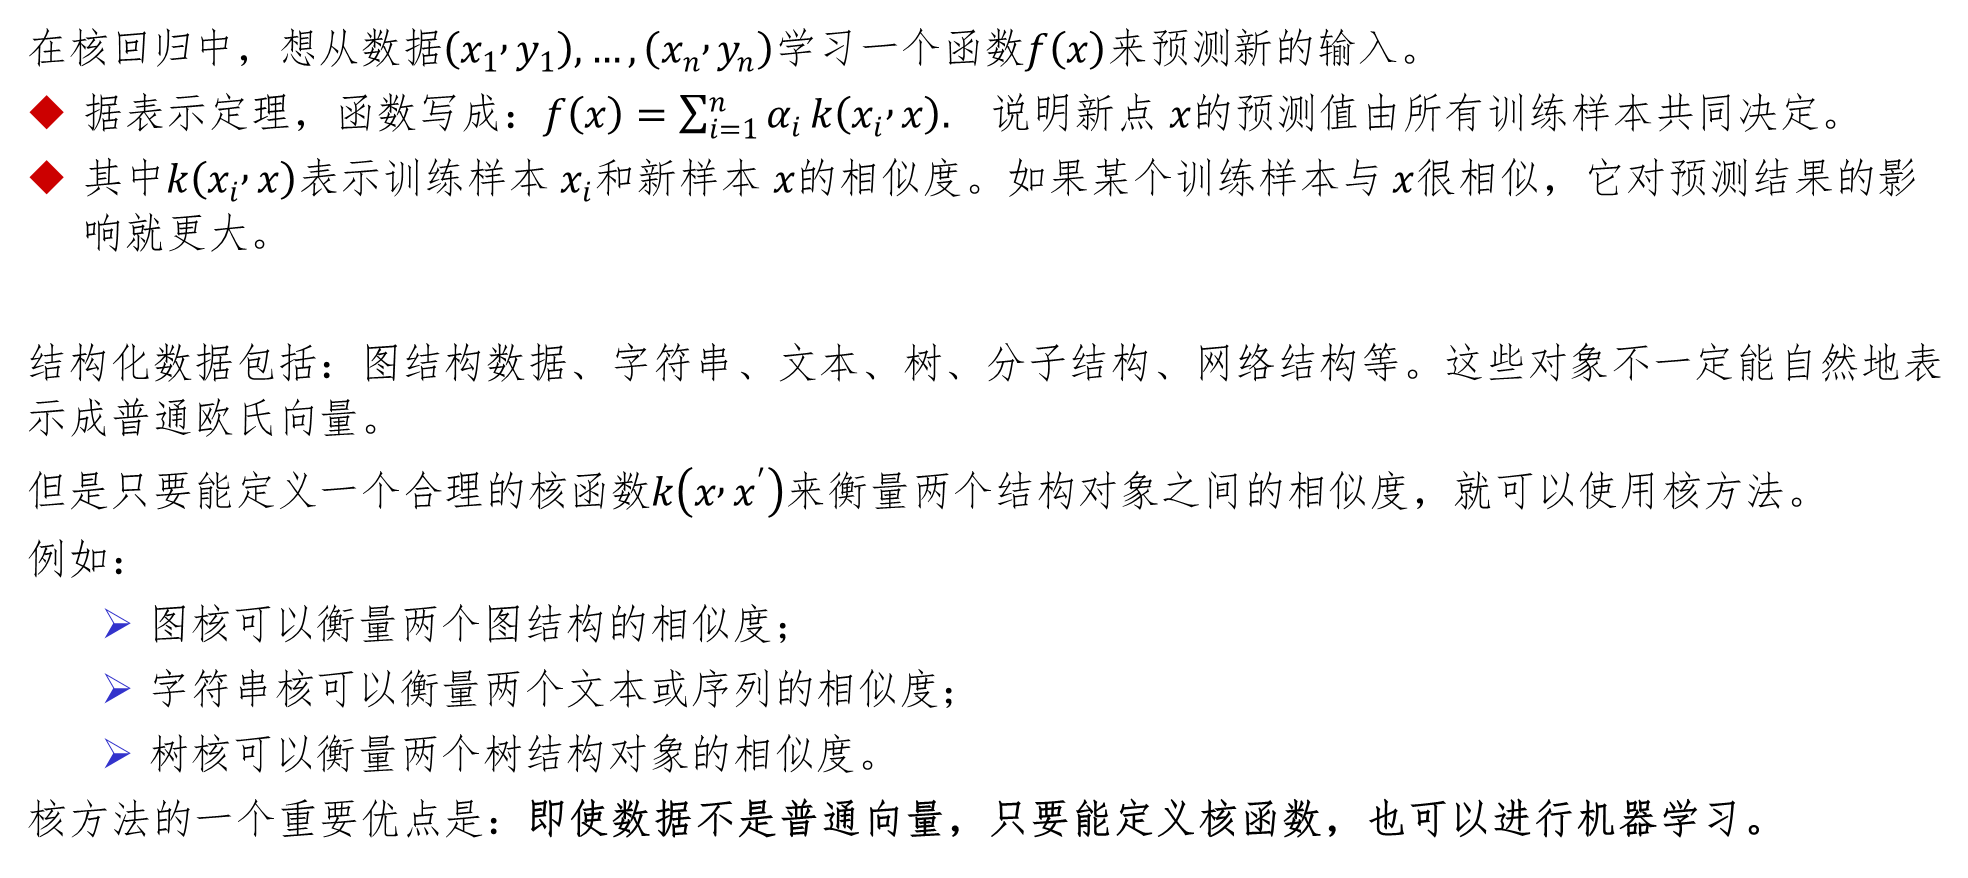 在核回归中，想从数据(x₁, y₁), … , (xₙ, yₙ)学习一个函数f(x)来预测新的输入。
◆ 据表示定理，函数写成：f(x) = ∑ⁿᵢ₌₁ αᵢ k(xᵢ, x). 说明新点 x的预测值由所有训练样本共同决定。
◆ 其中k(xᵢ, x)表示训练样本 xᵢ和新样本 x的相似度。如果某个训练样本与 x很相似，它对预测结果的影
响就更大。
结构化数据包括：图结构数据、字符串、文本、树、分子结构、网络结构等。这些对象不一定能自然地表
示成普通欧氏向量。
但是只要能定义一个合理的核函数k(x, x′)来衡量两个结构对象之间的相似度，就可以使用核方法。
例如：
➢ 图核可以衡量两个图结构的相似度；
➢ 字符串核可以衡量两个文本或序列的相似度；
➢ 树核可以衡量两个树结构对象的相似度。
核方法的一个重要优点是：即使数据不是普通向量，只要能定义核函数，也可以进行机器学习。